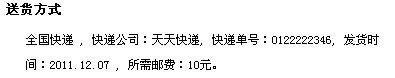 送货方式
全国快递 , 快递公司:天天快递, 快递单号:0122222346, 发货时
间:2011.12.07 , 所需邮费:10元。